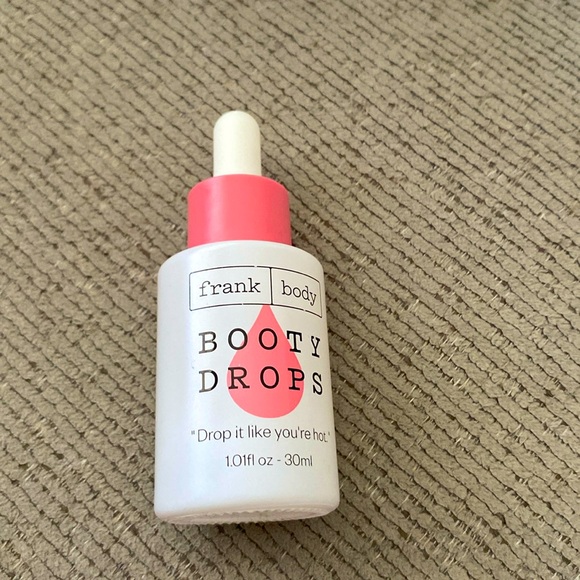 frank body
BOOTY
DROPS
"Drop it like you're hot."
1.01fl oz - 30ml